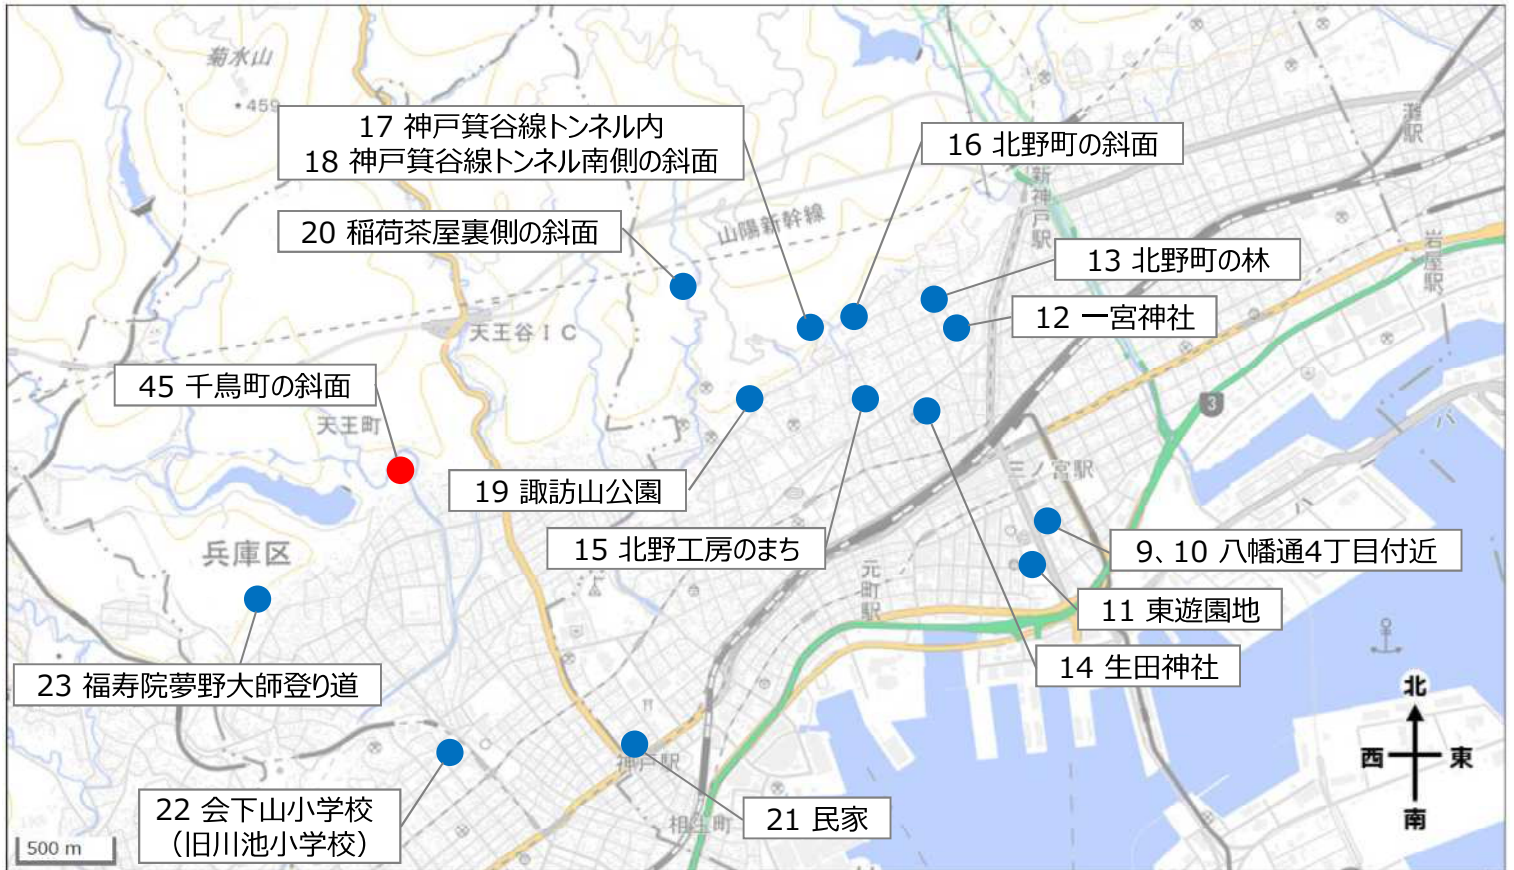 菊水山
459
17 神戸箕谷線トンネル内
18 神戸箕谷線トンネル南側の斜面
16 北野町の斜面
灘駅
新神戸駅
20 稲荷茶屋裏側の斜面
山陽新幹線
13 北野町の林
岩屋駅
12 一宮神社
天王谷IC
45 千鳥町の斜面
3
天王町
ハ
三ノ宮駅
19 諏訪山公園
ハ
15 北野工房のまち
9、10 八幡通4丁目付近
兵庫区
元町駅
11 東遊園地
14 生田神社
23 福寿院夢野大師登り道
北
西
東
南
神戸駅
22 会下山小学校
（旧川池小学校）
21 民家
相生町
500 m